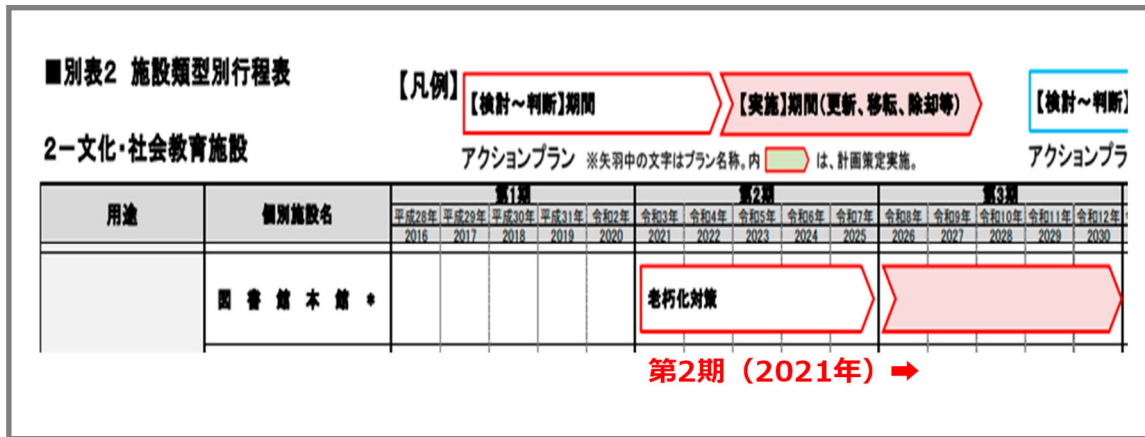 ■別表2 施設類型別行程表
【凡例】
【検討～判断】期間
【実施】期間(更新、移転、除却等)
【検討～判断】
2－文化・社会教育施設
アクションプラン ※矢羽中の文字はプラン名称。内 は、計画策定実施。
アクションプラ
用途 個別施設名 第1期 第2期 第3期
平成28年 平成29年 平成30年 平成31年 令和2年 令和3年 令和4年 令和5年 令和6年 令和7年 令和8年 令和9年 令和10年 令和11年 令和12年
2016 2017 2018 2019 2020 2021 2022 2023 2024 2025 2026 2027 2028 2029 2030
図書館本館* 老朽化対策
第2期（2021年）➡